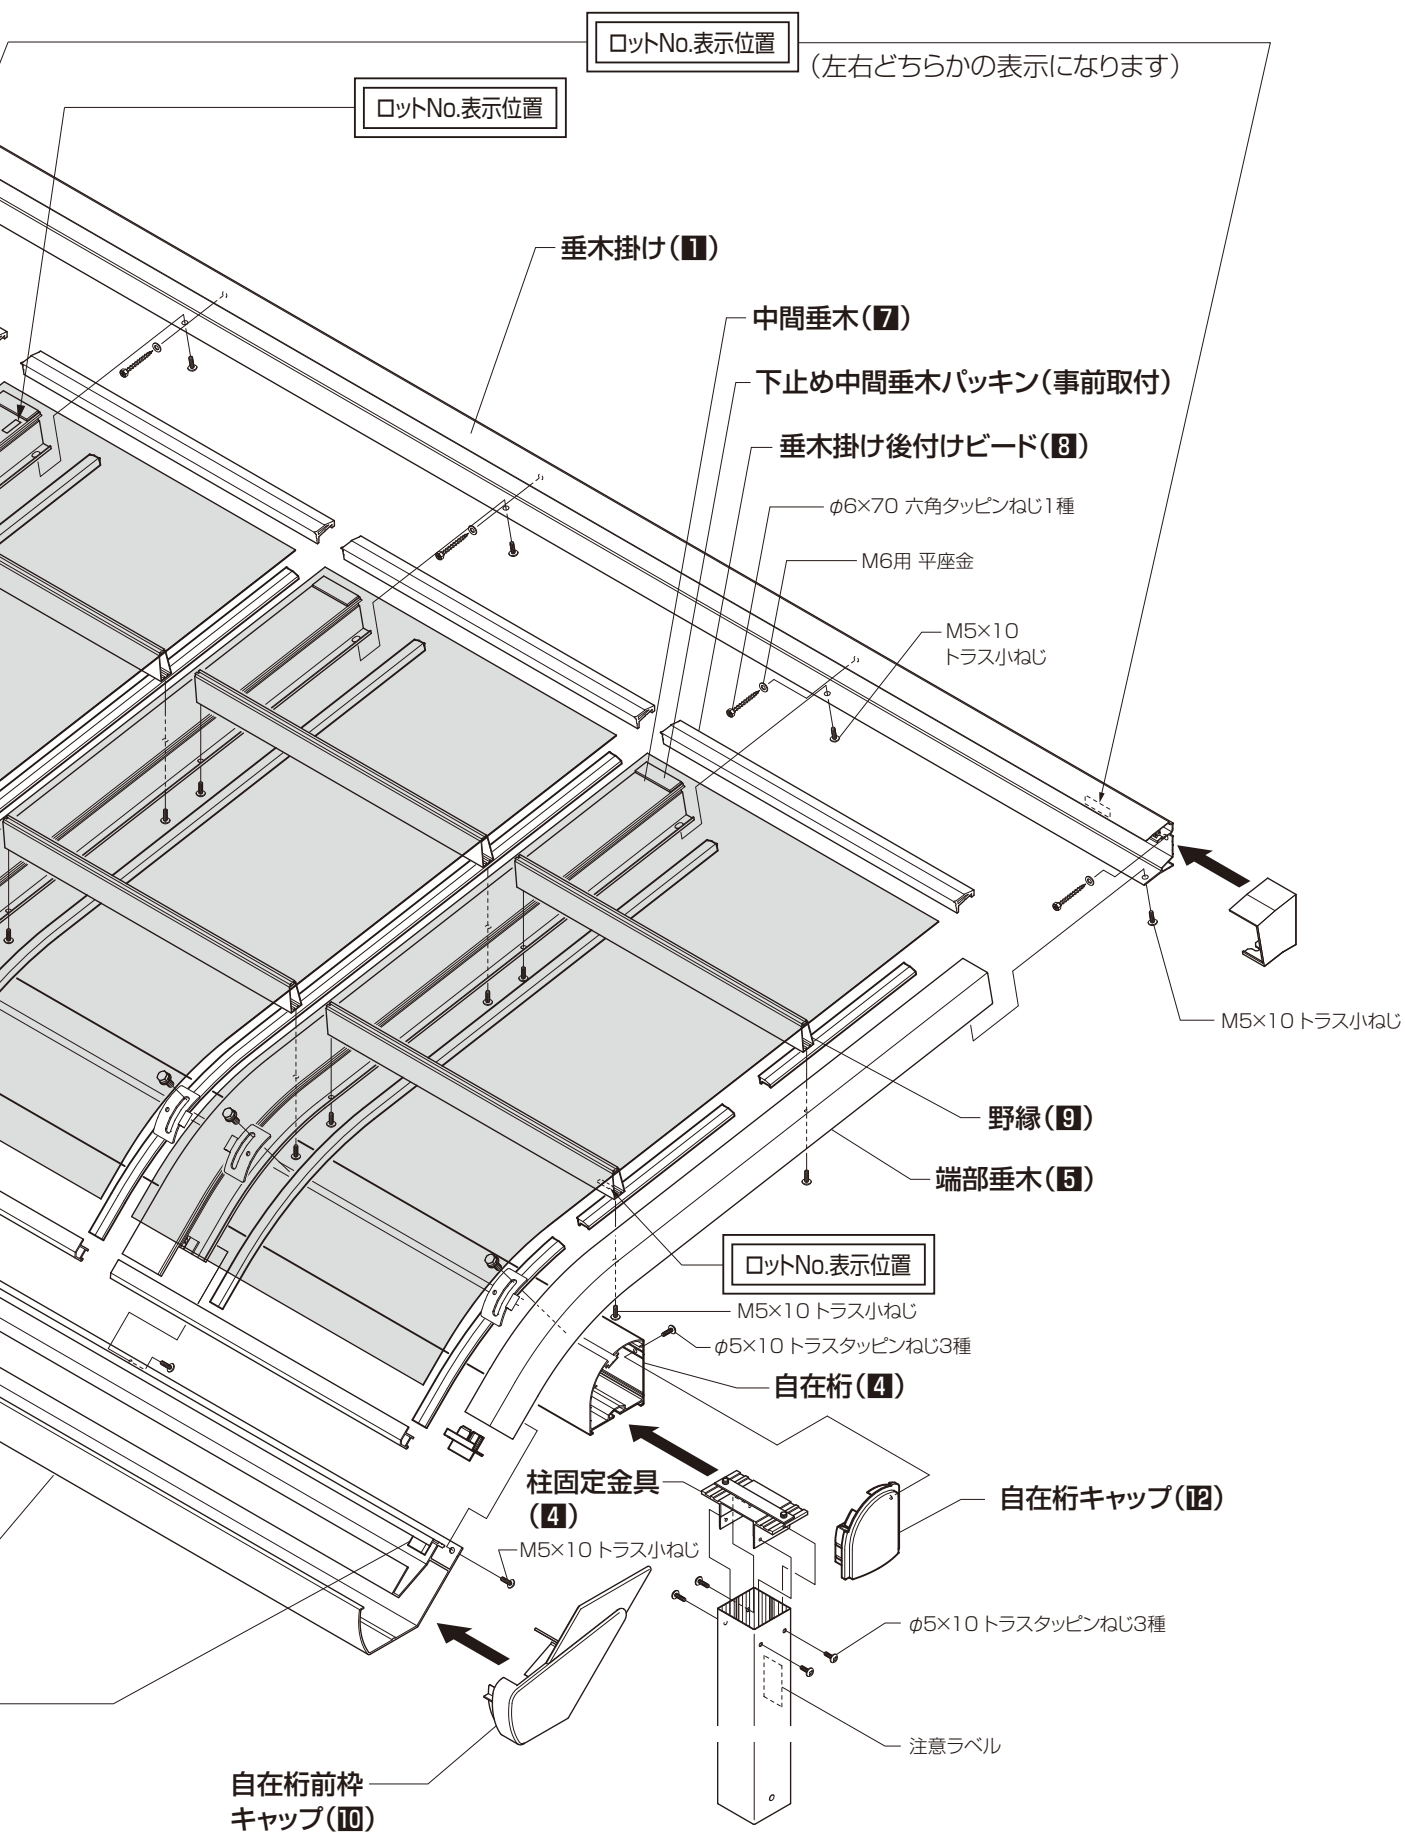 ロットNo.表示位置
(左右どちらかの表示になります)
ロットNo.表示位置
垂木掛け(1)
中間垂木(7)
下止め中間垂木パッキン(事前取付)
垂木掛け後付けビード(8)
φ6×70 六角タッピンねじ1種
M6用 平座金
M5×10
トラス小ねじ
M5×10 トラス小ねじ
野縁(9)
端部垂木(5)
ロットNo.表示位置
M5×10 トラス小ねじ
φ5×10 トラスタッピンねじ3種
自在桁(4)
柱固定金具
(4)
自在桁キャップ(12)
M5×10 トラス小ねじ
φ5×10 トラスタッピンねじ3種
注意ラベル
自在桁前枠
キャップ(10)